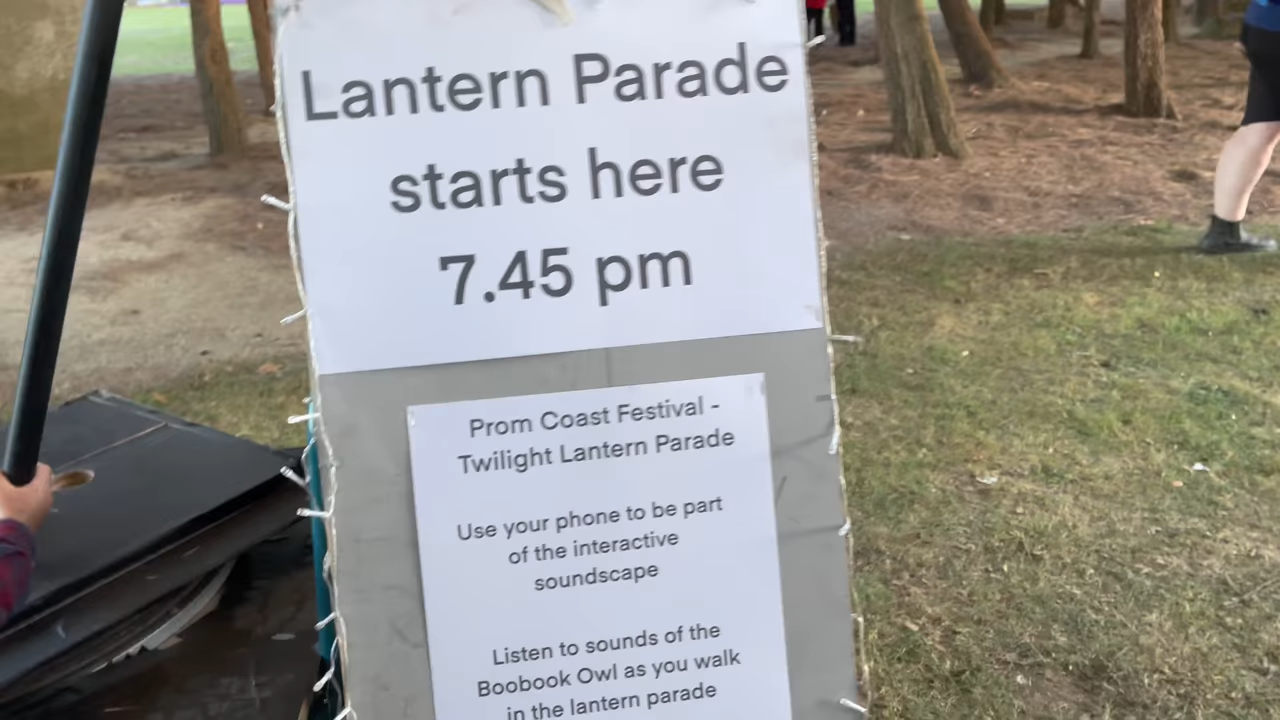 Lantern Parade
starts here
7.45 pm
Prom Coast Festival -
Twilight Lantern Parade
Use your phone to be part
of the interactive
soundscape
Listen to sounds of the
Boobook Owl as you walk
in the lantern parade